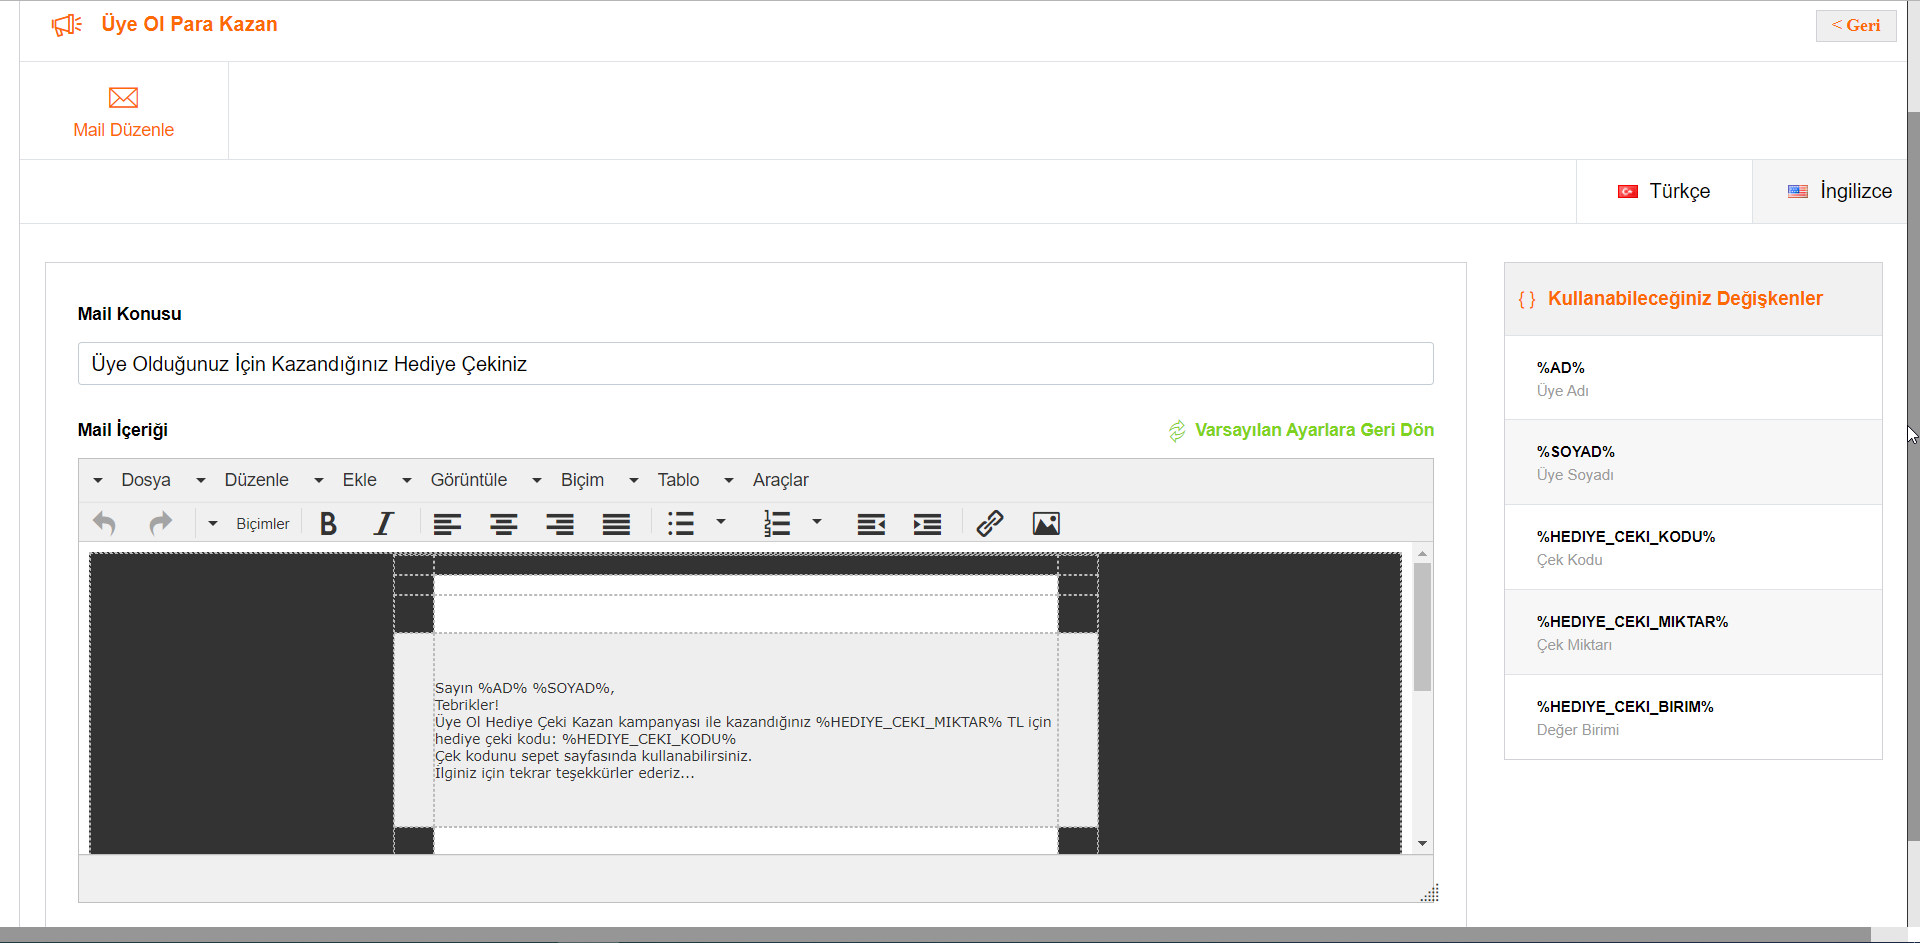 Üye Ol Para Kazan
< Geri
Mail Düzenle
Türkçe
İngilizce
Mail Konusu
Üye Olduğunuz İçin Kazandığınız Hediye Çekiniz
Mail İçeriği
Varsayılan Ayarlara Geri Dön
Dosya Düzenle Ekle Görüntüle Biçim Tablo Araçlar
Biçimler B I
Sayın %AD% %SOYAD%,
Tebrikler!
Üye Ol Hediye Çeki Kazan kampanyası ile kazandığınız %HEDIYE_CEKI_MIKTAR% TL için
hediye çeki kodu: %HEDIYE_CEKI_KODU%
Çek kodunu sepet sayfasında kullanabilirsiniz.
İlginiz için tekrar teşekkürler ederiz...
{ } Kullanabileceğiniz Değişkenler
%AD%
Üye Adı
%SOYAD%
Üye Soyadı
%HEDIYE_CEKI_KODU%
Çek Kodu
%HEDIYE_CEKI_MIKTAR%
Çek Miktarı
%HEDIYE_CEKI_BIRIM%
Değer Birimi